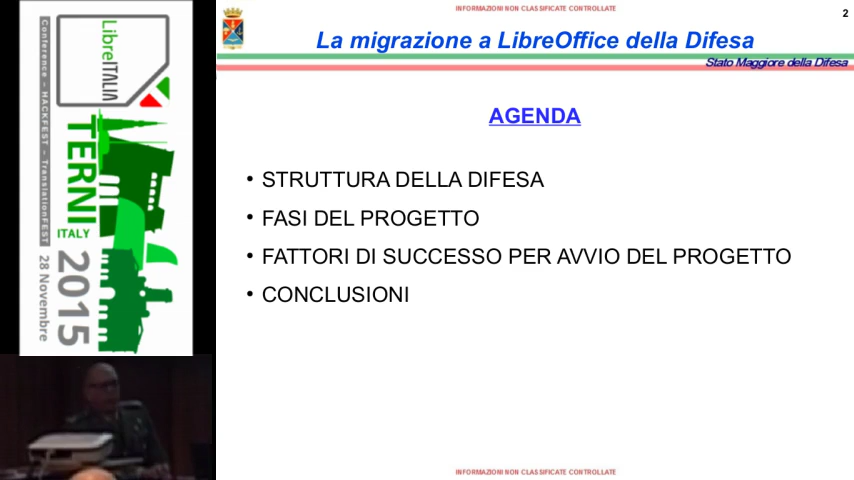 LibreITALIA
Conference - HACKFEST - TranslationFEST
TERNI
ITALY
2015
28 Novembre
INFORMAZIONI NON CLASSIFICATE CONTROLLATE
2
La migrazione a LibreOffice della Difesa
Stato Maggiore della Difesa
AGENDA
• STRUTTURA DELLA DIFESA
• FASI DEL PROGETTO
• FATTORI DI SUCCESSO PER AVVIO DEL PROGETTO
• CONCLUSIONI
INFORMAZIONI NON CLASSIFICATE CONTROLLATE